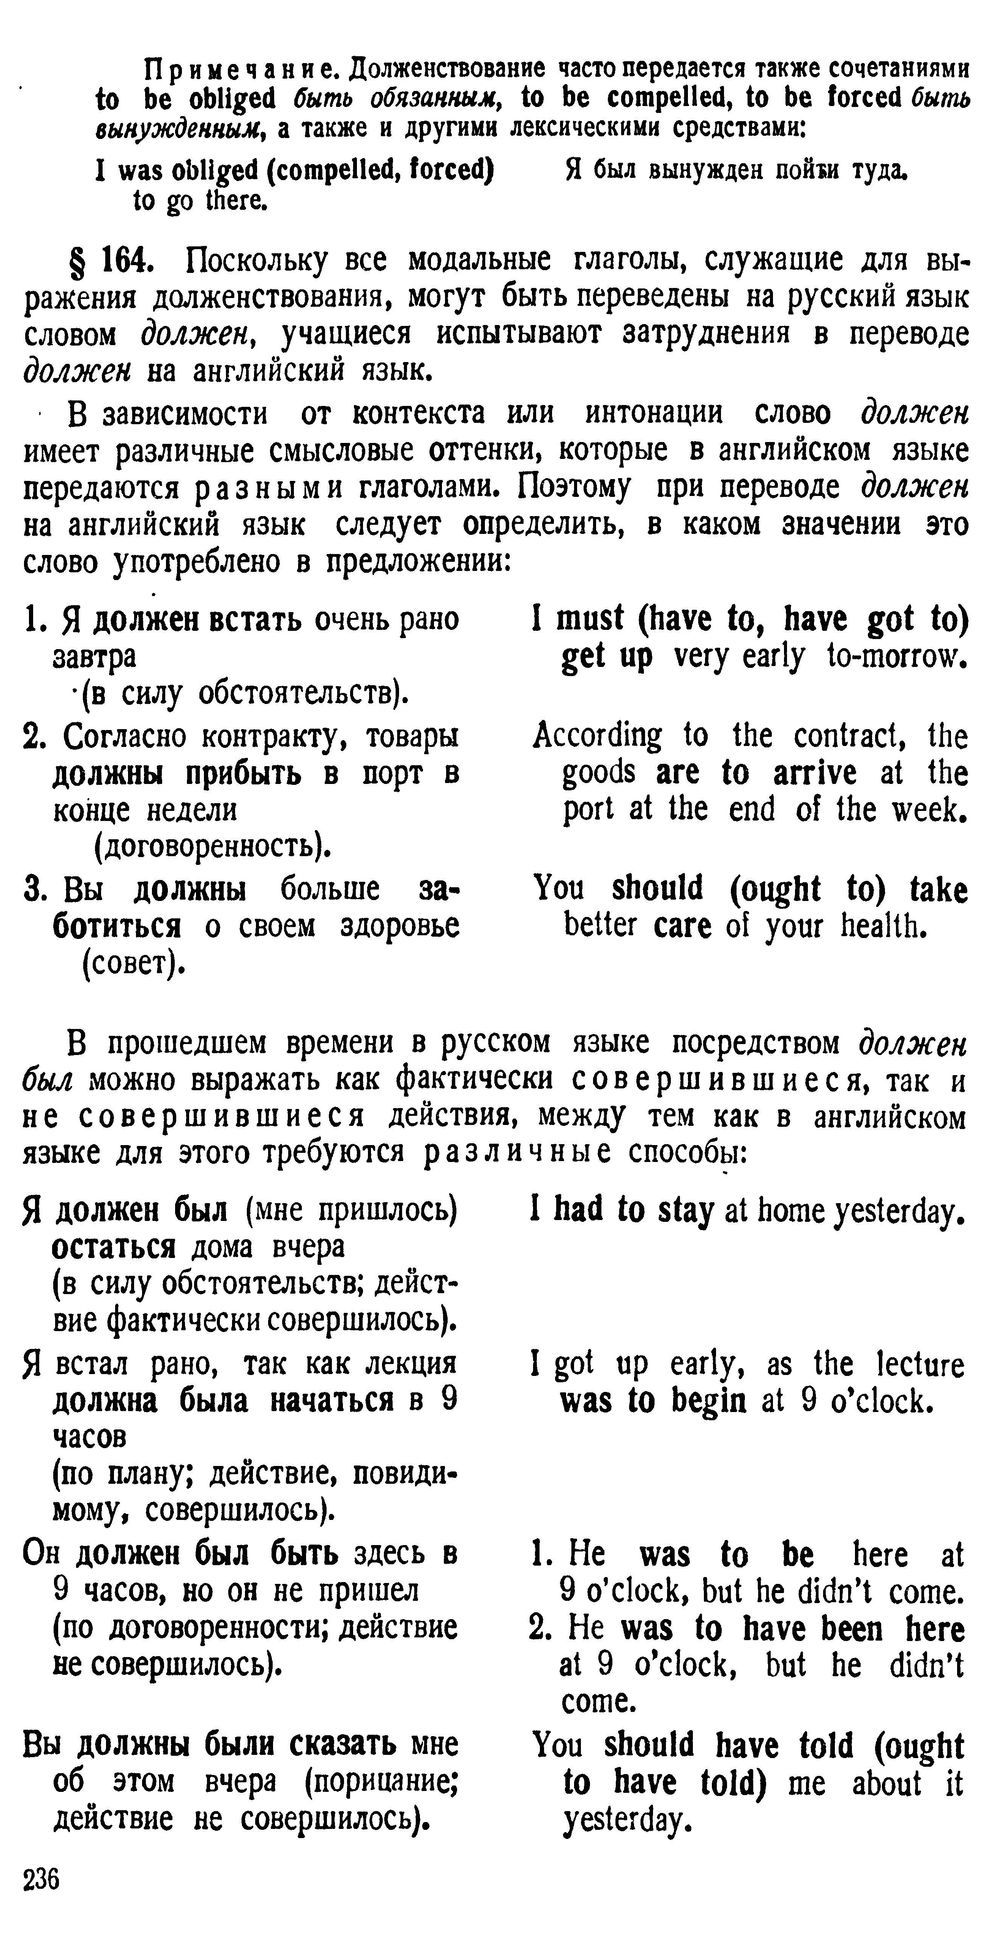 Примечание. Долженствование часто передается также сочетаниями
to be obliged быть обязанным, to be compelled, to be forced быть
вынужденным, а также и другими лексическими средствами:
I was obliged (compelled, forced) Я был вынужден пойти туда.
to go there.
§ 164. Поскольку все модальные глаголы, служащие для вы-
ражения долженствования, могут быть переведены на русский язык
словом должен, учащиеся испытывают затруднения в переводе
должен на английский язык.
В зависимости от контекста или интонации слово должен
имеет различные смысловые оттенки, которые в английском языке
передаются разными глаголами. Поэтому при переводе должен
на английский язык следует определить, в каком значении это
слово употреблено в предложении:
1. Я должен встать очень рано
завтра
(в силу обстоятельств).
I must (have to, have got to)
get up very early to-morrow.
2. Согласно контракту, товары
должны прибыть в порт в
конце недели
(договоренность).
According to the contract, the
goods are to arrive at the
port at the end of the week.
3. Вы должны больше за-
ботиться о своем здоровье
(совет).
You should (ought to) take
better care of your health.
В прошедшем времени в русском языке посредством должен
был можно выражать как фактически совершившиеся, так и
не совершившиеся действия, между тем как в английском
языке для этого требуются различные способы:
Я должен был (мне пришлось)
остаться дома вчера
(в силу обстоятельств; дейст-
вие фактически совершилось).
I had to stay at home yesterday.
Я встал рано, так как лекция
должна была начаться в 9
часов
(по плану; действие, повиди-
мому, совершилось).
I got up early, as the lecture
was to begin at 9 o'clock.
Он должен был быть здесь в
9 часов, но он не пришел
(по договоренности; действие
не совершилось).
1. He was to be here at
9 o'clock, but he didn't come.
2. He was to have been here
at 9 o'clock, but he didn't
come.
Вы должны были сказать мне
об этом вчера (порицание;
действие не совершилось).
You should have told (ought
to have told) me about it
yesterday.
236